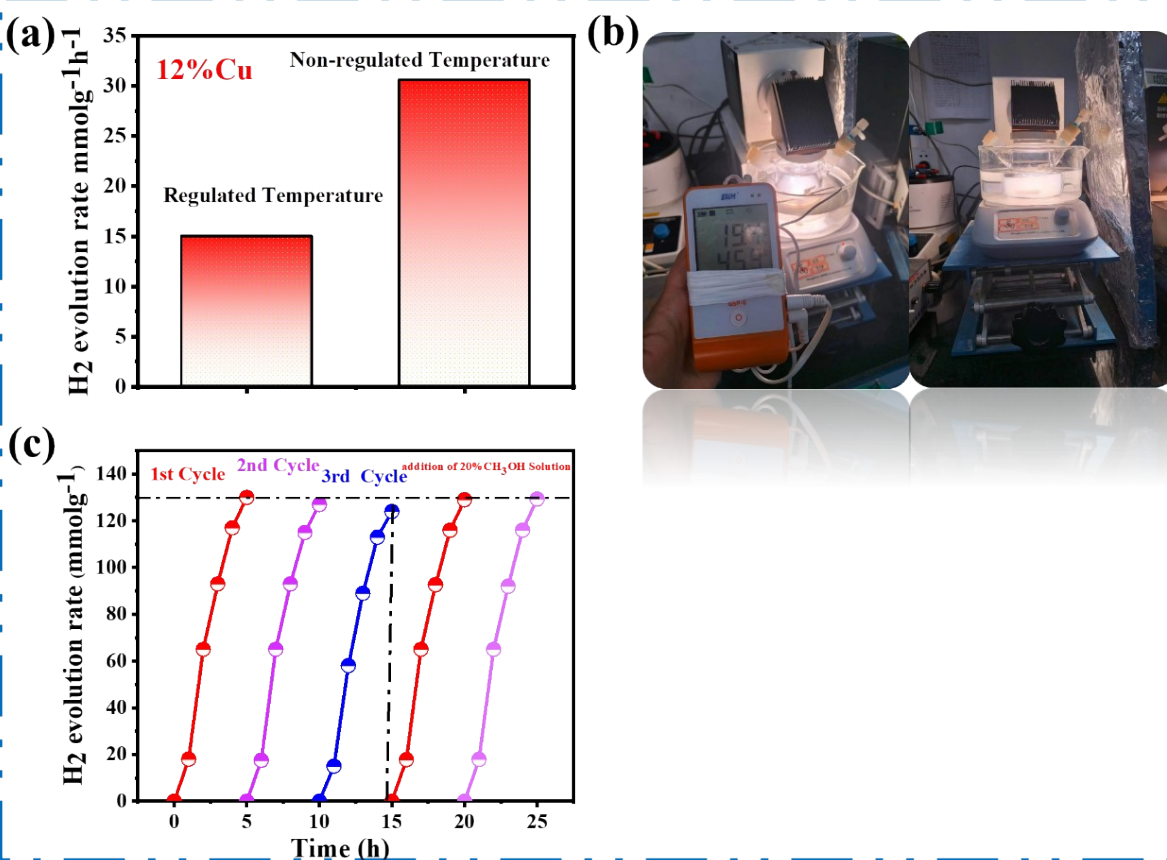 (a)
H2 evolution rate mmolg-1h-1
35
30
25
20
15
10
5
0
12%Cu
Non-regulated Temperature
Regulated Temperature
(b)
(c)
H2 evolution rate (mmolg-1)
140
120
100
80
60
40
20
0
1st Cycle
2nd Cycle
3rd Cycle
addition of 20% CH3OH Solution
0 5 10 15 20 25
Time (h)